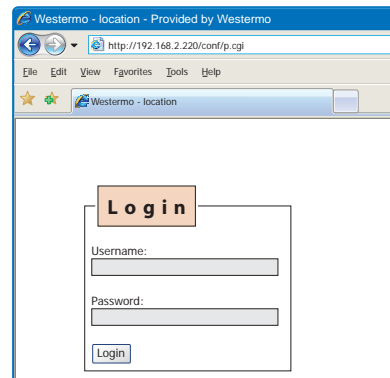 Westermo - location - Provided by Westermo
http://192.168.2.220/conf/p.cgi
File Edit View Favorites Tools Help
Westermo - location
Login
Username:
Password:
Login